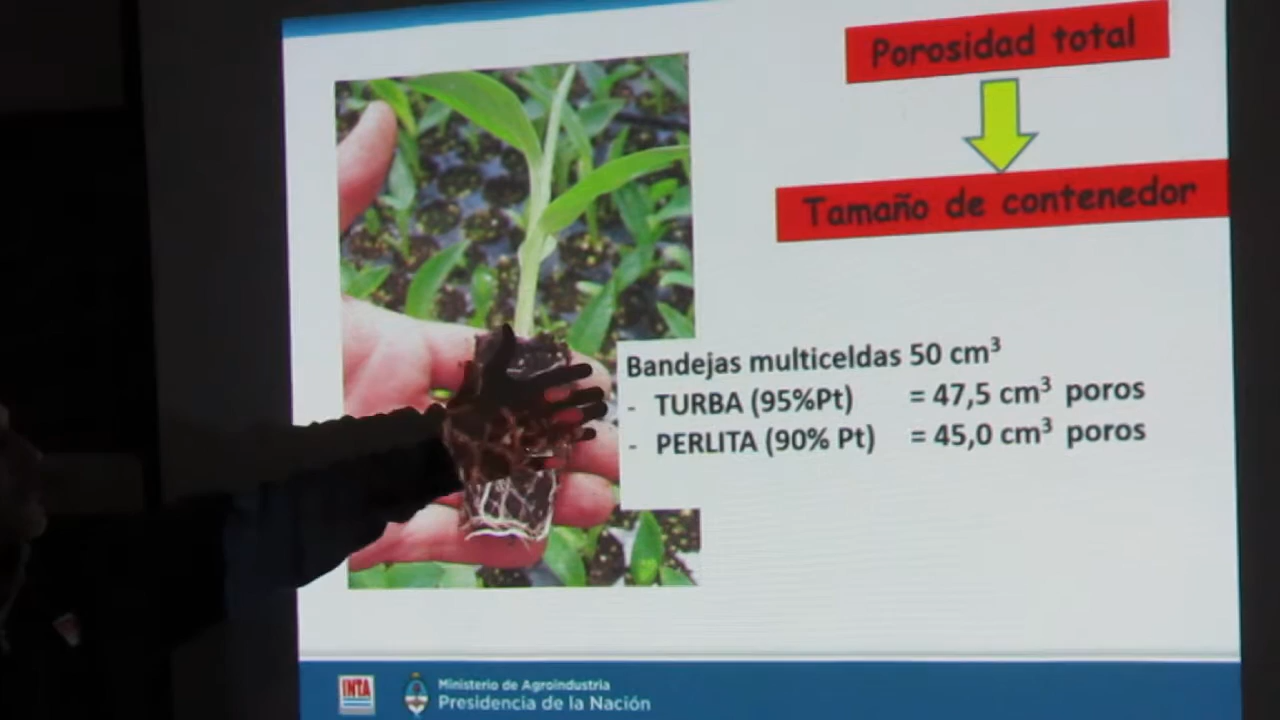 Porosidad total
Tamaño de contenedor
Bandejas multiceldas 50 cm³
- TURBA (95%Pt) = 47,5 cm³ poros
- PERLITA (90% Pt) = 45,0 cm³ poros
INTA
Ministerio de Agroindustria
Presidencia de la Nación